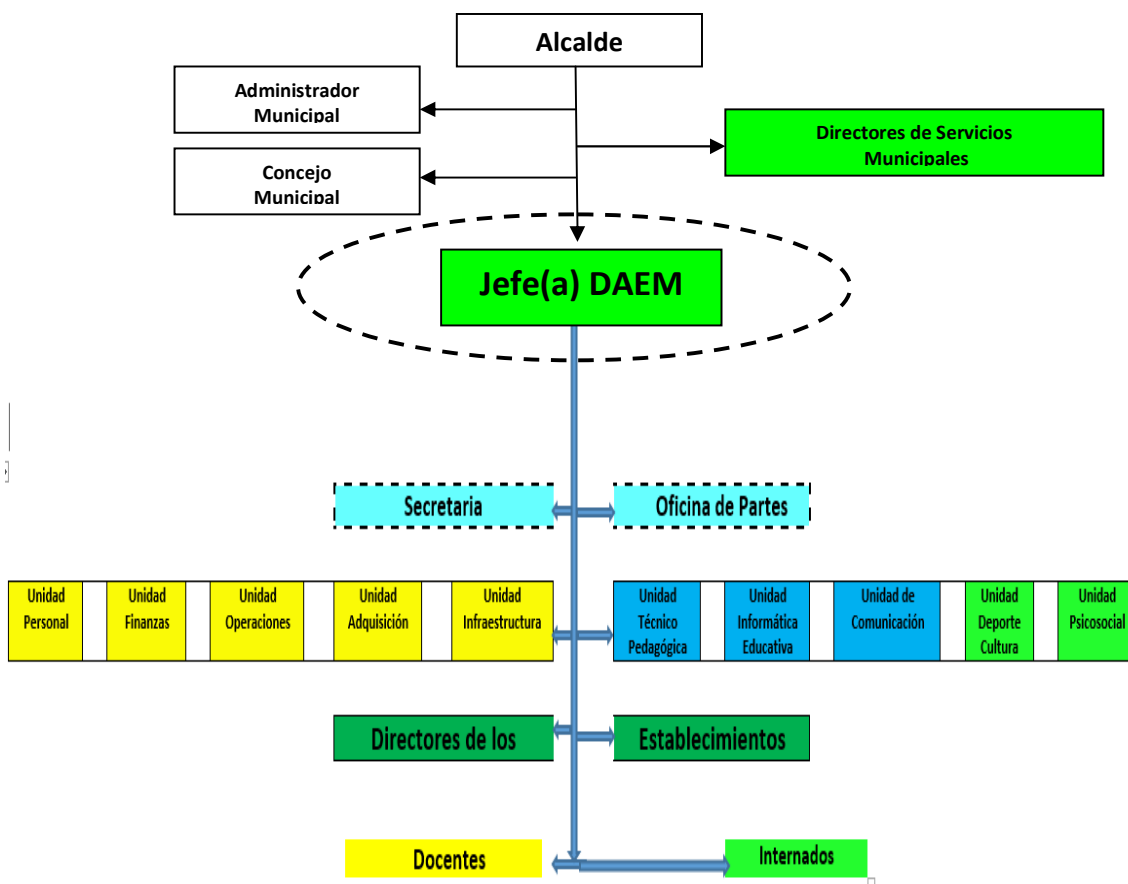 Alcalde
Administrador
Municipal
Directores de Servicios
Municipales
Concejo
Municipal
Jefe(a) DAEM
Secretaria
Oficina de Partes
Unidad
Personal
Unidad
Finanzas
Unidad
Operaciones
Unidad
Adquisición
Unidad
Infraestructura
Unidad
Técnico
Pedagógica
Unidad
Informática
Educativa
Unidad de
Comunicación
Unidad
Deporte
Cultura
Unidad
Psicosocial
Directores de los
Establecimientos
Docentes
Internados